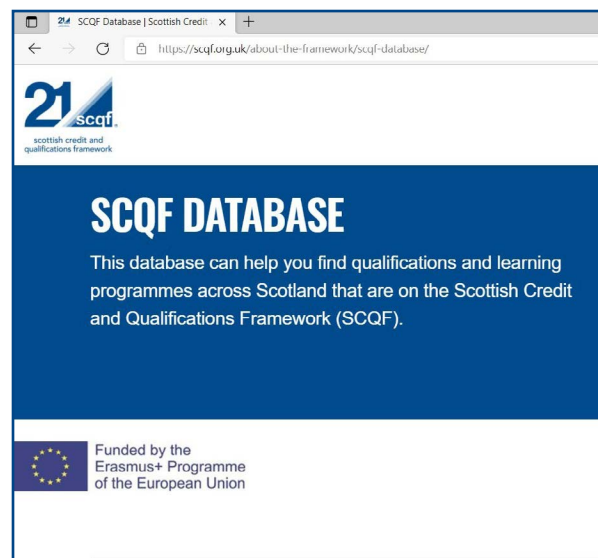 SCQF Database | Scottish Credit
https://scqf.org.uk/about-the-framework/scqf-database/
21
scqf.
scottish credit and
qualifications framework
SCQF DATABASE
This database can help you find qualifications and learning
programmes across Scotland that are on the Scottish Credit
and Qualifications Framework (SCQF).
Funded by the
Erasmus+ Programme
of the European Union